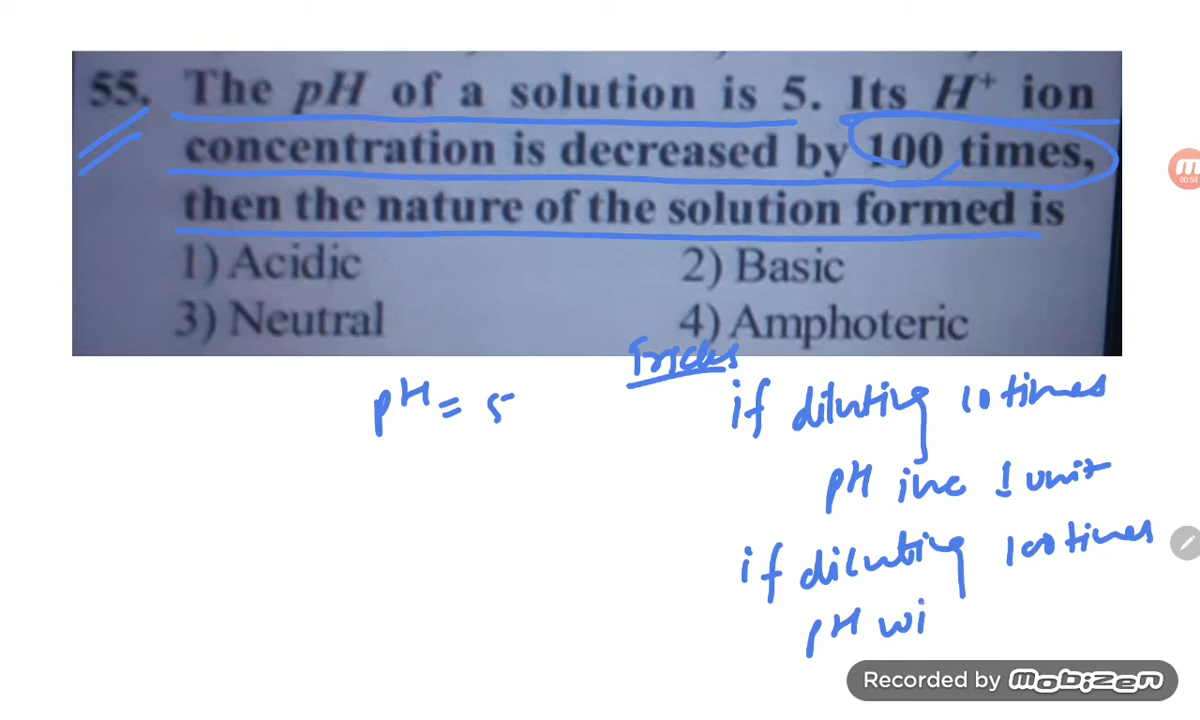 55. The pH of a solution is 5. Its H⁺ ion
concentration is decreased by 100 times,
then the nature of the solution formed is
1) Acidic 2) Basic
3) Neutral 4) Amphoteric
Tricks
pH = 5
if diluting 10 times
pH inc 1 unit
if diluting 100 times
pH wi
Recorded by mobizen
M
00:51